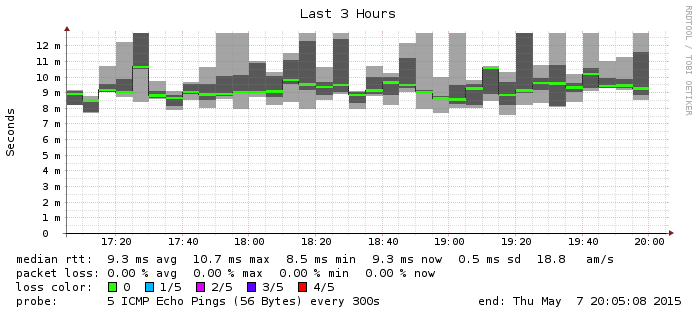 Last 3 Hours
RRDTOOL / TOBI OETIKER
Seconds
12 m
11 m
10 m
9 m
8 m
7 m
6 m
5 m
4 m
3 m
2 m
1 m
0
17:20 17:40 18:00 18:20 18:40 19:00 19:20 19:40 20:00
median rtt: 9.3 ms avg 10.7 ms max 8.5 ms min 9.3 ms now 0.5 ms sd 18.8 am/s
packet loss: 0.00 % avg 0.00 % max 0.00 % min 0.00 % now
loss color: 0 1/5 2/5 3/5 4/5
probe: 5 ICMP Echo Pings (56 Bytes) every 300s end: Thu May 7 20:05:08 2015